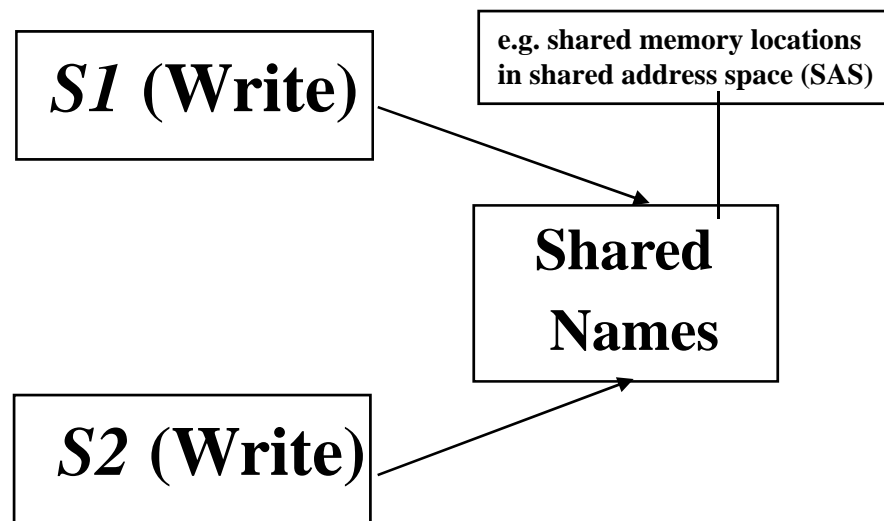 S1 (Write)
e.g. shared memory locations
in shared address space (SAS)
Shared
Names
S2 (Write)